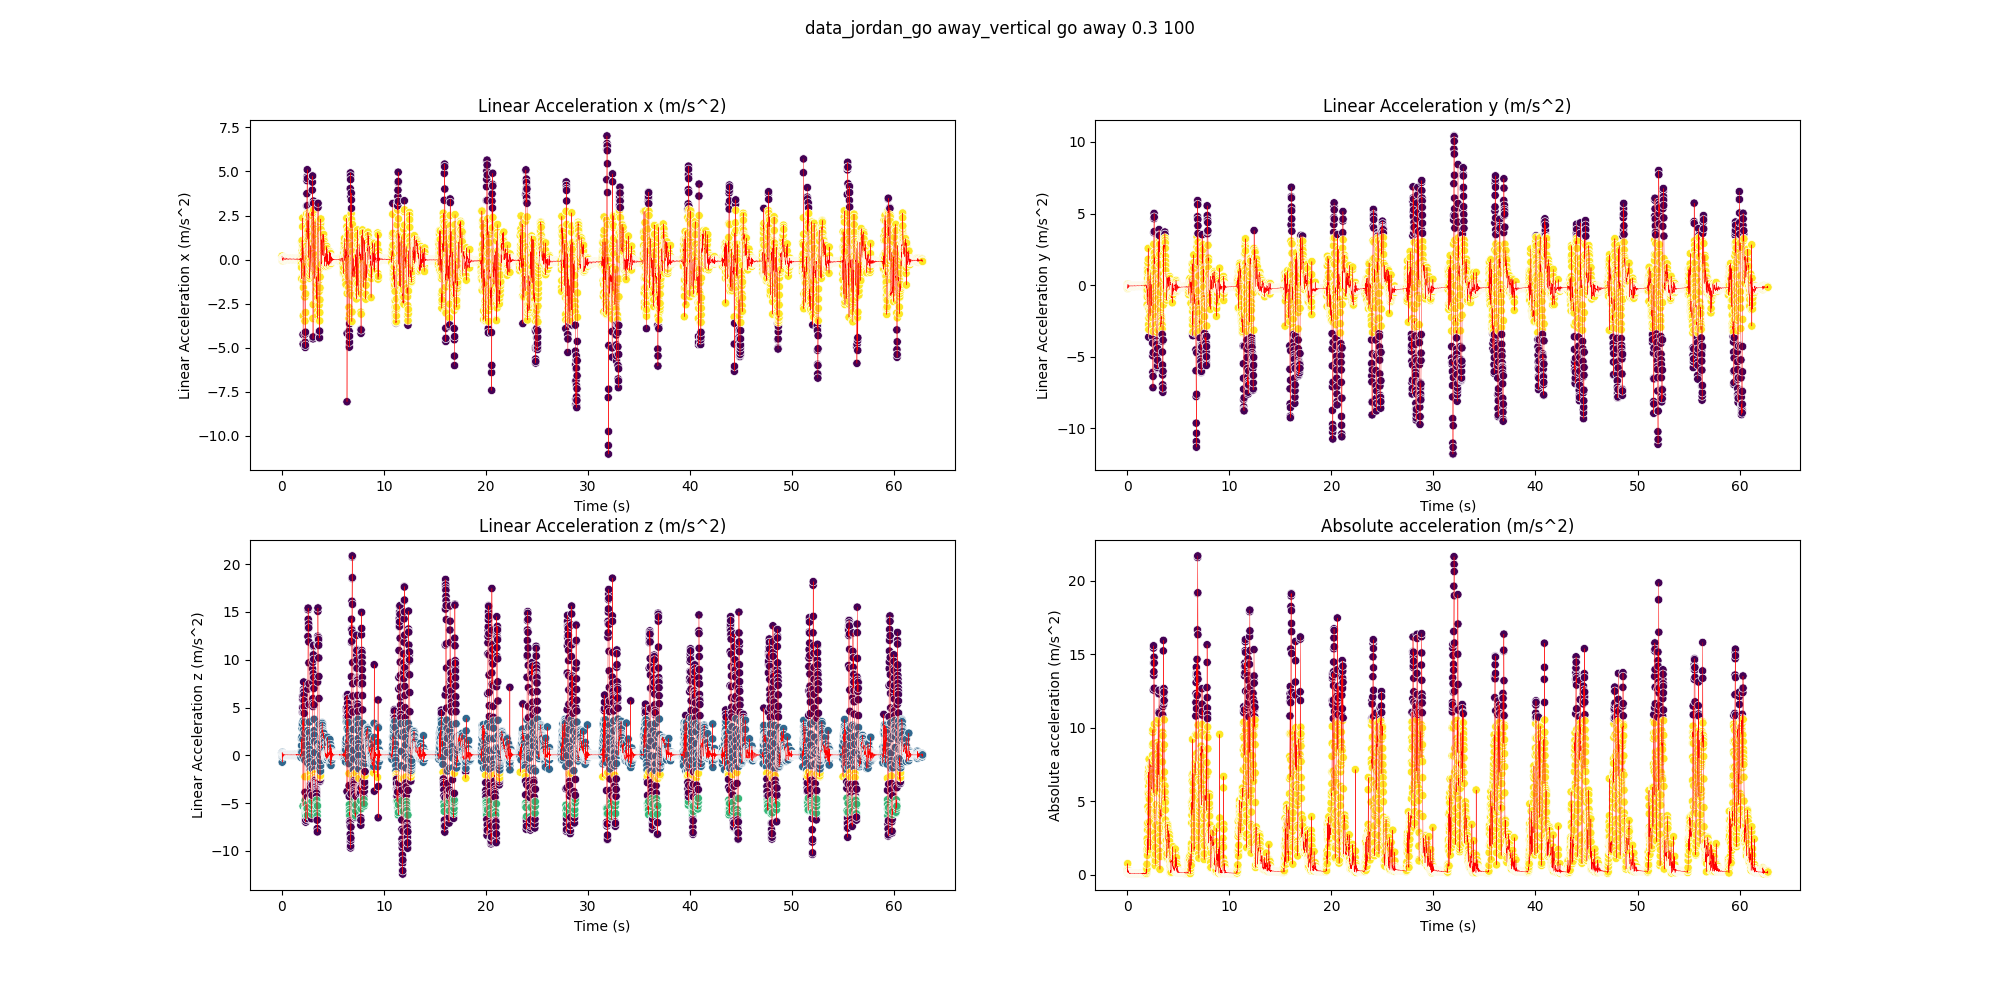 data_jordan_go away_vertical go away 0.3 100
Linear Acceleration x (m/s^2)
Linear Acceleration x (m/s^2)
7.5
5.0
2.5
0.0
−2.5
−5.0
−7.5
−10.0
0 10 20 30 40 50 60
Time (s)
Linear Acceleration y (m/s^2)
Linear Acceleration y (m/s^2)
10
5
0
−5
−10
0 10 20 30 40 50 60
Time (s)
Linear Acceleration z (m/s^2)
Linear Acceleration z (m/s^2)
20
15
10
5
0
−5
−10
0 10 20 30 40 50 60
Time (s)
Absolute acceleration (m/s^2)
Absolute acceleration (m/s^2)
20
15
10
5
0
0 10 20 30 40 50 60
Time (s)